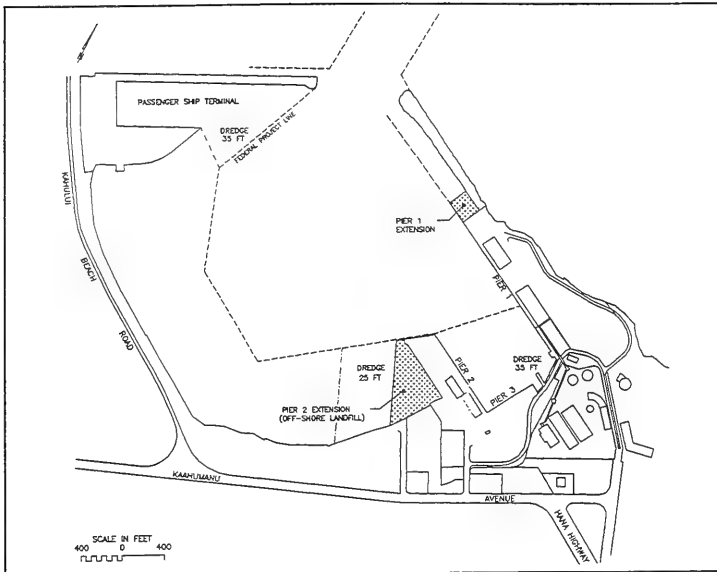 PASSENGER SHIP TERMINAL
DREDGE
35 FT
FEDERAL PROJECT LINE
KAHULUI
BEACH
ROAD
PIER 1
EXTENSION
PIER 1
DREDGE
25 FT
PIER 2
DREDGE
35 FT
PIER 3
PIER 2 EXTENSION
(OFF-SHORE LANDFILL)
KAAHUMANU
AVENUE
HANA HIGHWAY
SCALE IN FEET
400 0 400